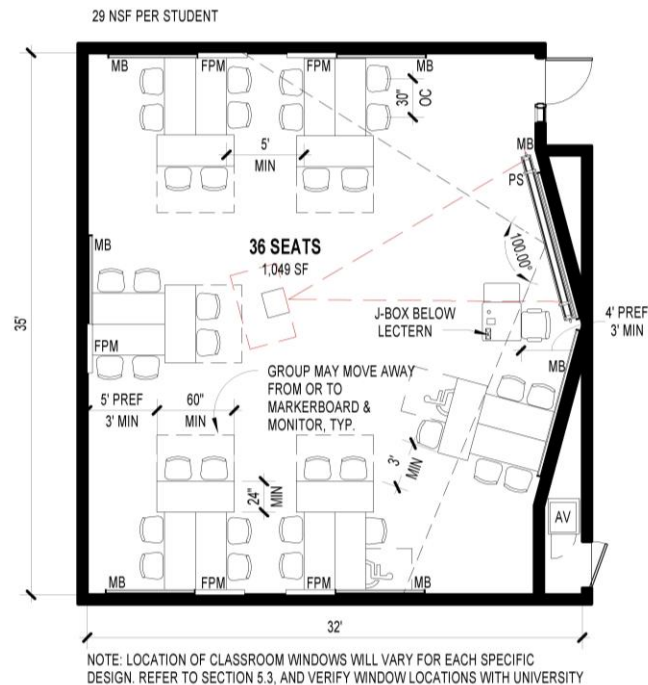 29 NSF PER STUDENT
MB
FPM
FPM
MB
30"
OC
5'
MIN
MB
PS
36 SEATS
1,049 SF
100.00°
MB
35'
J-BOX BELOW
LECTERN
4' PREF
3' MIN
FPM
MB
GROUP MAY MOVE AWAY
FROM OR TO
MARKERBOARD &
MONITOR, TYP.
5' PREF
3' MIN
60"
MIN
3'
MIN
24"
MIN
AV
MB
FPM
FPM
MB
32'
NOTE: LOCATION OF CLASSROOM WINDOWS WILL VARY FOR EACH SPECIFIC
DESIGN. REFER TO SECTION 5.3, AND VERIFY WINDOW LOCATIONS WITH UNIVERSITY